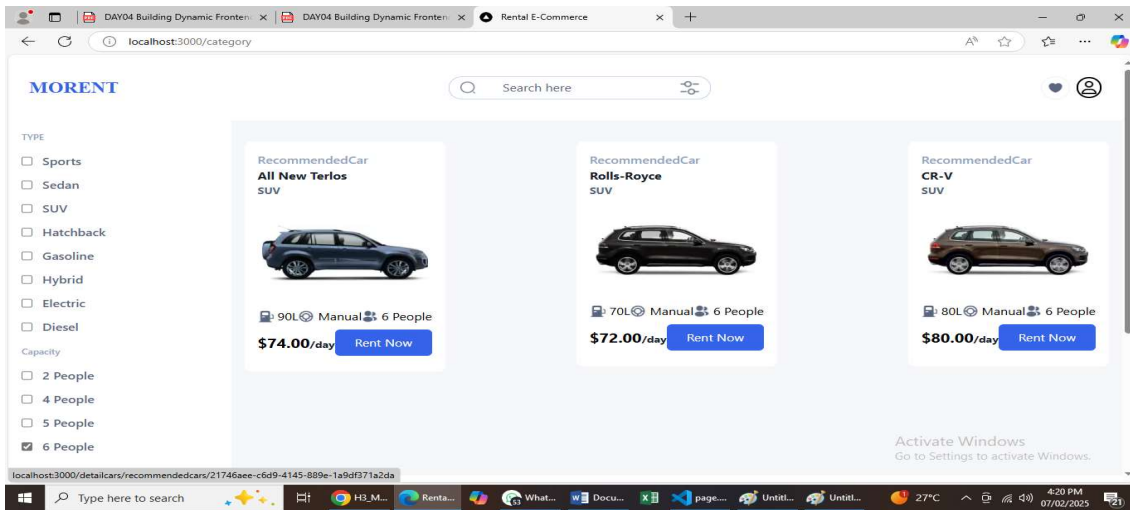 DAY04 Building Dynamic Fronten
DAY04 Building Dynamic Fronten
Rental E-Commerce
localhost:3000/category
MORENT
Search here
TYPE
Sports
Sedan
SUV
Hatchback
Gasoline
Hybrid
Electric
Diesel
Capacity
2 People
4 People
5 People
6 People
RecommendedCar
All New Terlos
SUV
90L Manual 6 People
$74.00/day Rent Now
RecommendedCar
Rolls-Royce
SUV
70L Manual 6 People
$72.00/day Rent Now
RecommendedCar
CR-V
SUV
80L Manual 6 People
$80.00/day Rent Now
Activate Windows
Go to Settings to activate Windows.
localhost:3000/detailcars/recommendedcars/21746aee-c6d9-4145-889e-1a9df371a2da
Type here to search
H3_M...
Renta...
What...
Docu...
page....
Untitl...
Untitl...
27°C
4:20 PM
07/02/2025